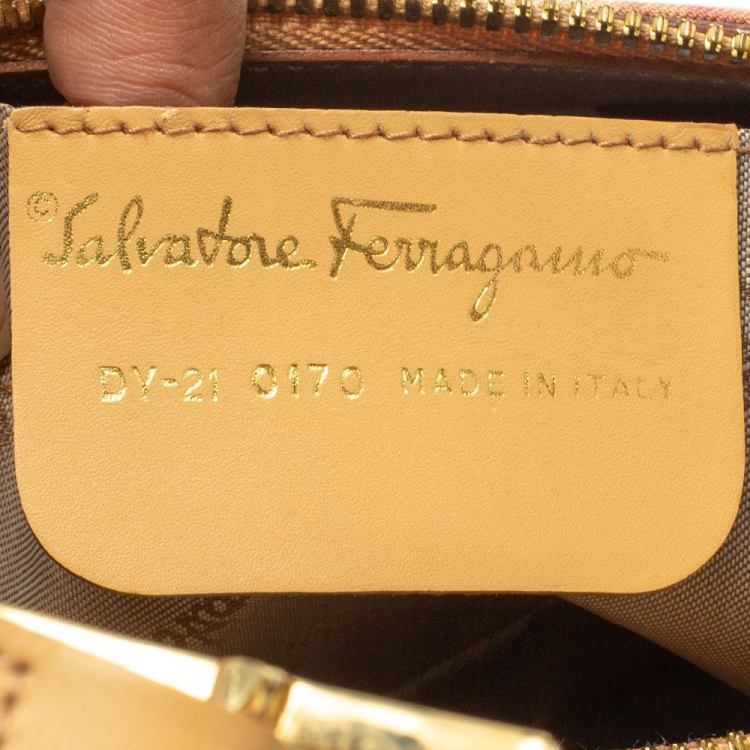 © Salvatore Ferragamo
DY-21 0170 MADE IN ITALY